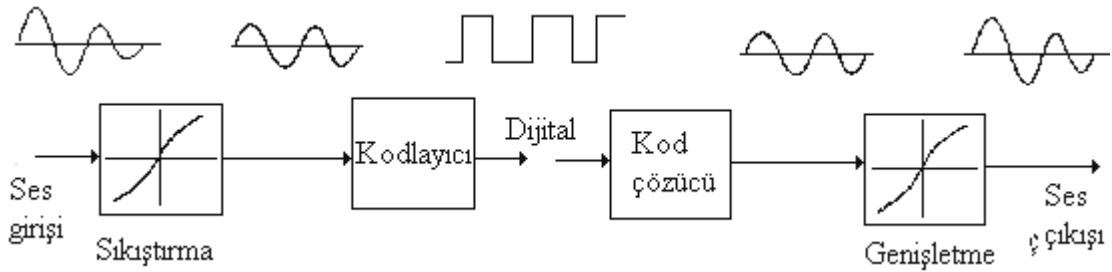 Ses
girişi
Sıkıştırma
Kodlayıcı
Dijital
Kod
çözücü
Genişletme
Ses
ç çıkışı